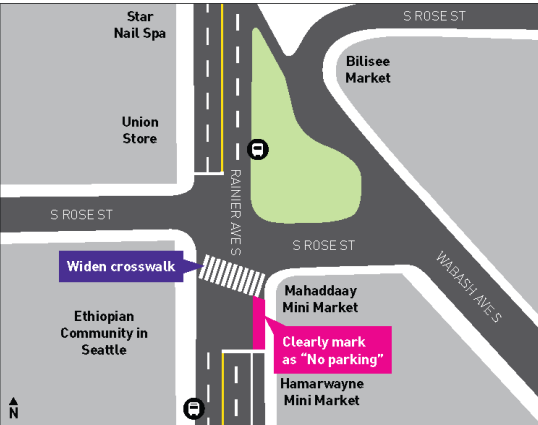 Star
Nail Spa
S ROSE ST
Bilisee
Market
Union
Store
RAINIER AVE S
S ROSE ST
S ROSE ST
WABASH AVE S
Widen crosswalk
Mahaddaay
Mini Market
Ethiopian
Community in
Seattle
Clearly mark
as “No parking”
Hamarwayne
Mini Market
N